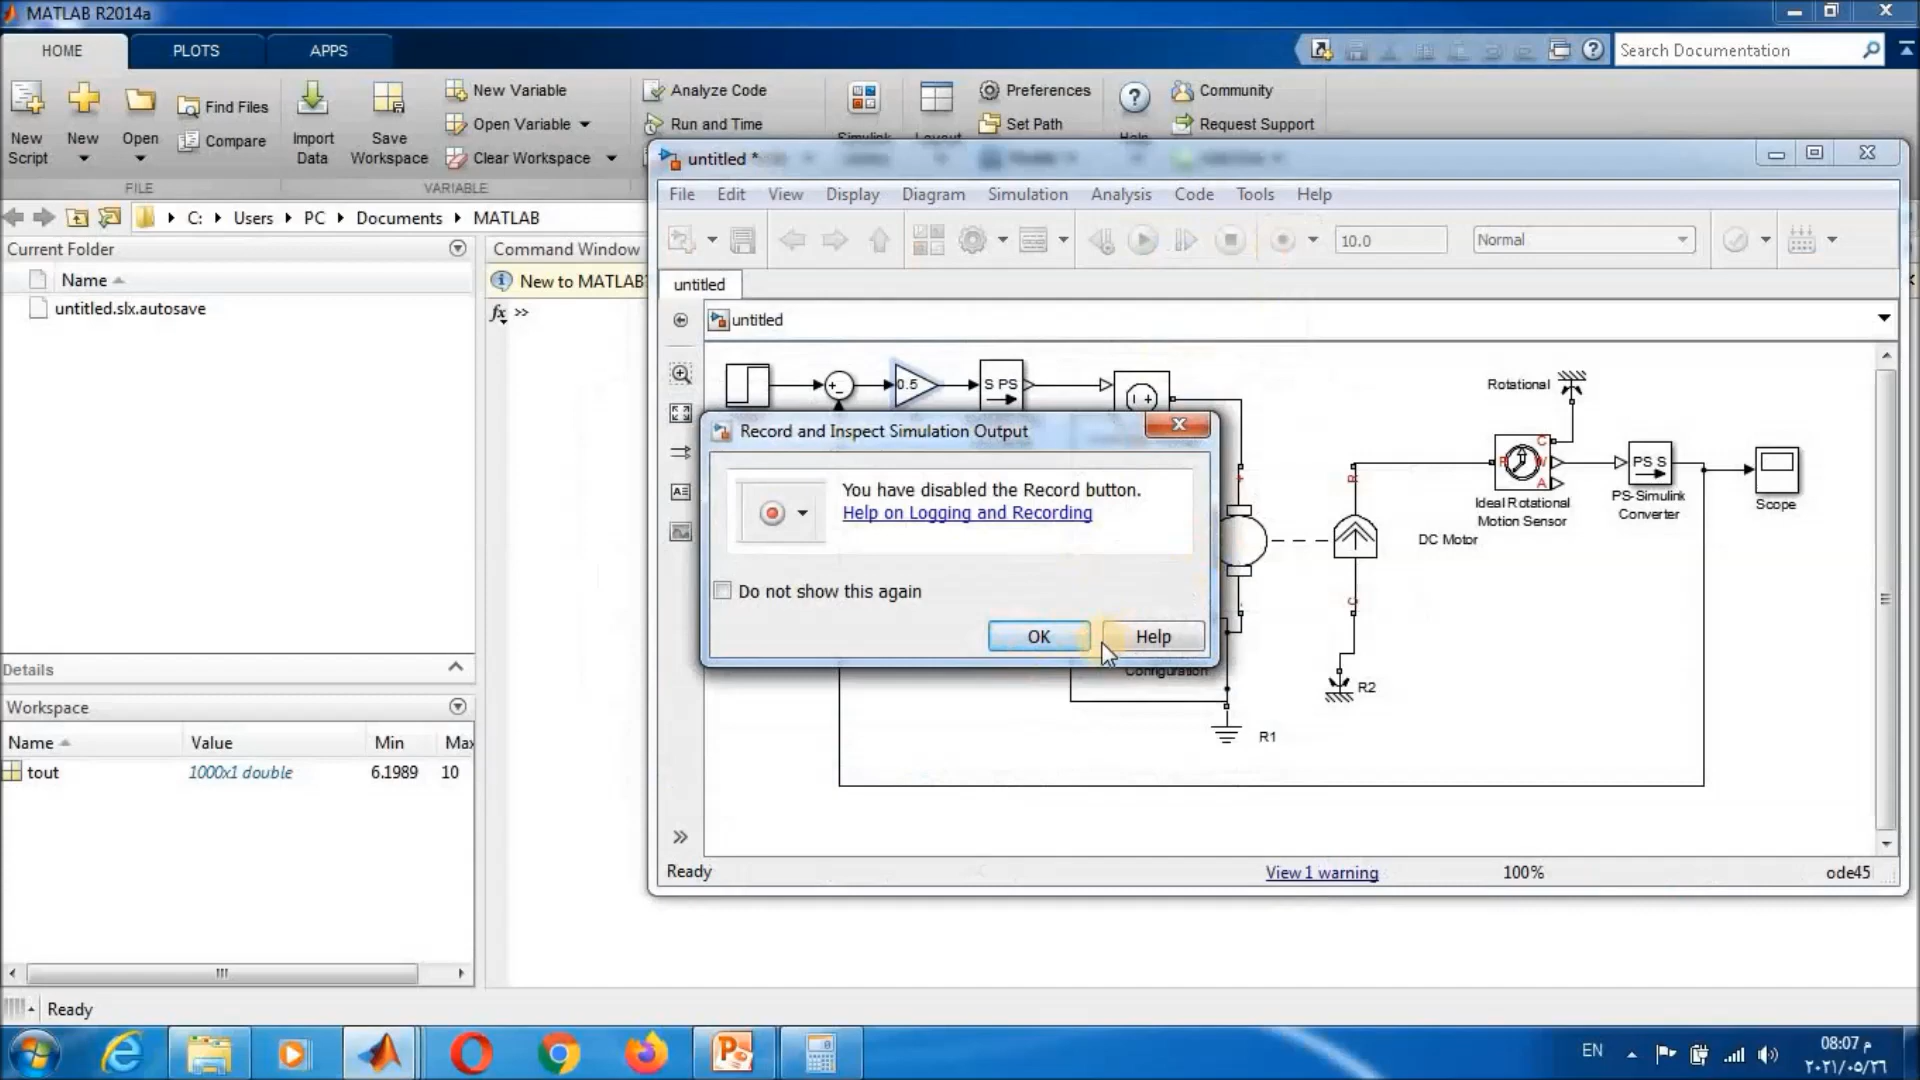 MATLAB R2014a
HOME
PLOTS
APPS
Search Documentation
New Script
New
Open
Find Files
Compare
Import Data
Save Workspace
New Variable
Open Variable
Clear Workspace
Analyze Code
Run and Time
Preferences
Set Path
Community
Request Support
FILE
VARIABLE
C:
Users
PC
Documents
MATLAB
Current Folder
Name
untitled.slx.autosave
Details
Workspace
Name
Value
Min
Max
tout
1000x1 double
6.1989
10
Ready
Command Window
New to MATLAB
fx >>
untitled *
File
Edit
View
Display
Diagram
Simulation
Analysis
Code
Tools
Help
10.0
Normal
untitled
untitled
0.5
S PS
Rotational
R
C
W
A
PS S
Ideal Rotational
Motion Sensor
PS-Simulink
Converter
Scope
DC Motor
R
C
R2
R1
Configuration
Record and Inspect Simulation Output
You have disabled the Record button.
Help on Logging and Recording
Do not show this again
OK
Help
Ready
View 1 warning
100%
ode45
EN
08:07 م
٢٠٢١/٠٥/٢٦